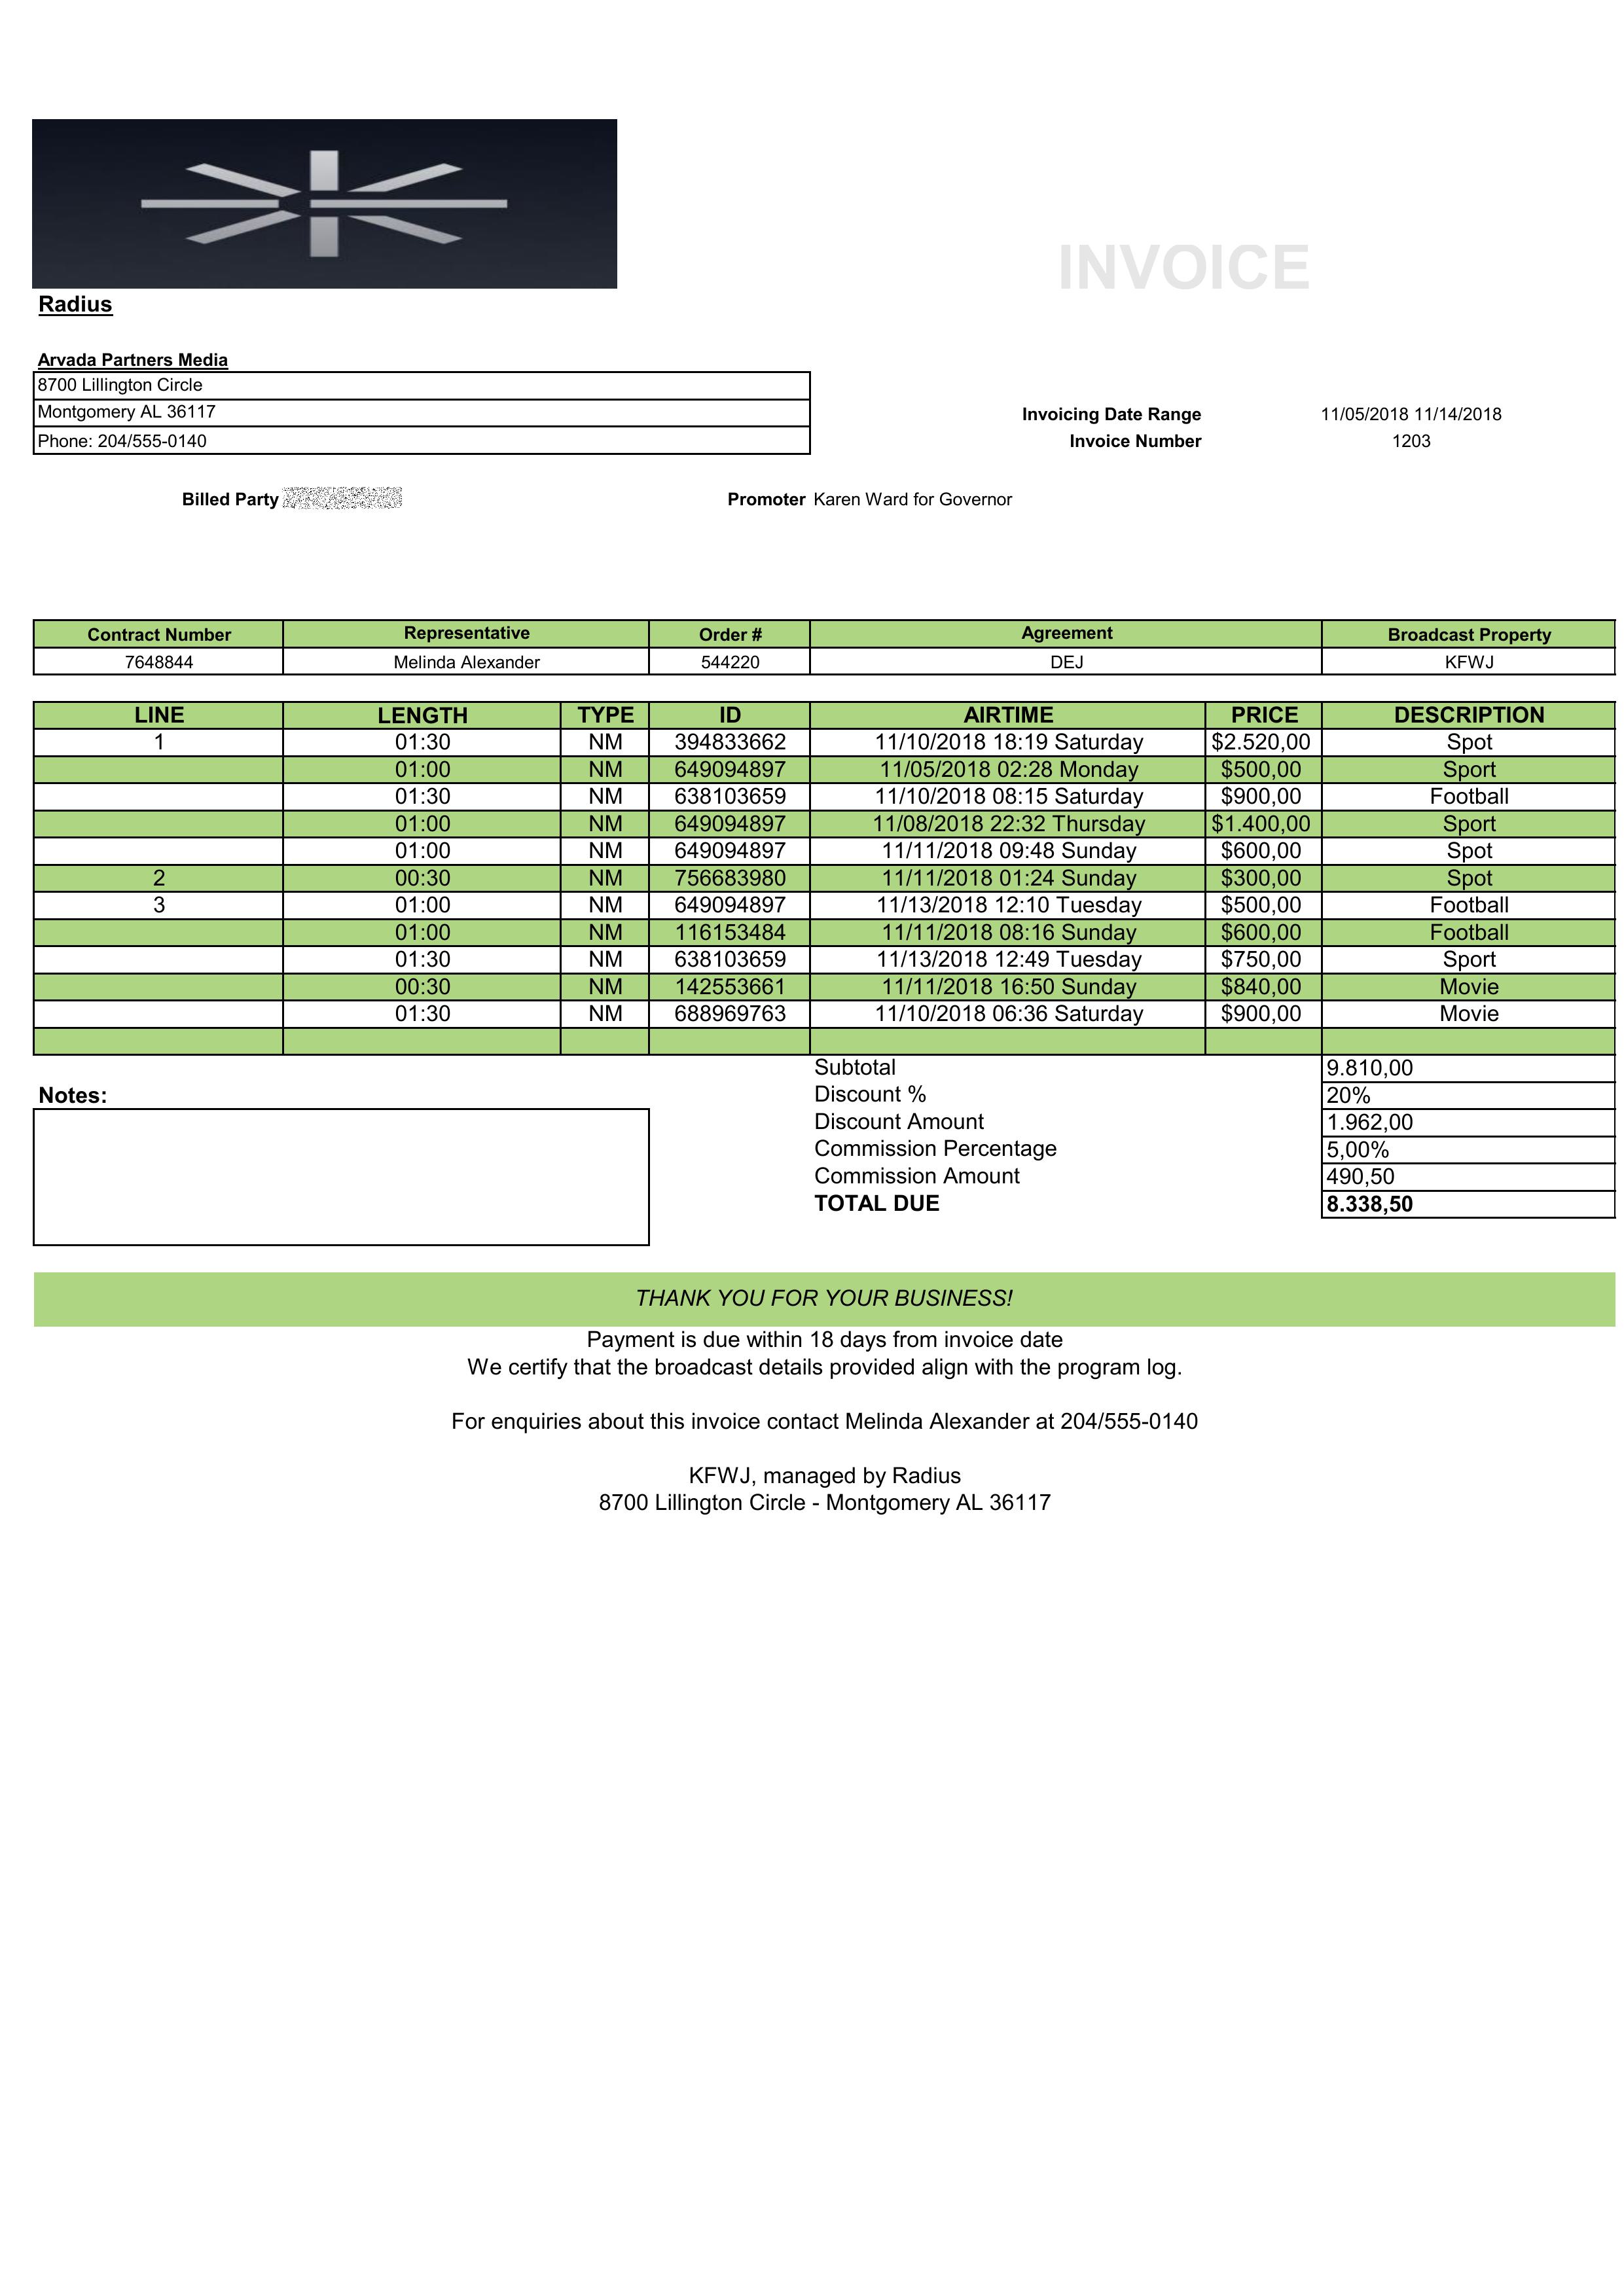 INVOICE
Radius
Arvada Partners Media
8700 Lillington Circle
Montgomery AL 36117
Phone: 204/555-0140
Invoicing Date Range 11/05/2018 11/14/2018
Invoice Number 1203
Billed Party
Promoter Karen Ward for Governor
Contract Number Representative Order # Agreement Broadcast Property
7648844 Melinda Alexander 544220 DEJ KFWJ
LINE LENGTH TYPE ID AIRTIME PRICE DESCRIPTION
1 01:30 NM 394833662 11/10/2018 18:19 Saturday $2.520,00 Spot
01:00 NM 649094897 11/05/2018 02:28 Monday $500,00 Sport
01:30 NM 638103659 11/10/2018 08:15 Saturday $900,00 Football
01:00 NM 649094897 11/08/2018 22:32 Thursday $1.400,00 Sport
01:00 NM 649094897 11/11/2018 09:48 Sunday $600,00 Spot
2 00:30 NM 756683980 11/11/2018 01:24 Sunday $300,00 Spot
3 01:00 NM 649094897 11/13/2018 12:10 Tuesday $500,00 Football
01:00 NM 116153484 11/11/2018 08:16 Sunday $600,00 Football
01:30 NM 638103659 11/13/2018 12:49 Tuesday $750,00 Sport
00:30 NM 142553661 11/11/2018 16:50 Sunday $840,00 Movie
01:30 NM 688969763 11/10/2018 06:36 Saturday $900,00 Movie
Subtotal 9.810,00
Notes:
Discount % 20%
Discount Amount 1.962,00
Commission Percentage 5,00%
Commission Amount 490,50
TOTAL DUE 8.338,50
THANK YOU FOR YOUR BUSINESS!
Payment is due within 18 days from invoice date
We certify that the broadcast details provided align with the program log.
For enquiries about this invoice contact Melinda Alexander at 204/555-0140
KFWJ, managed by Radius
8700 Lillington Circle - Montgomery AL 36117